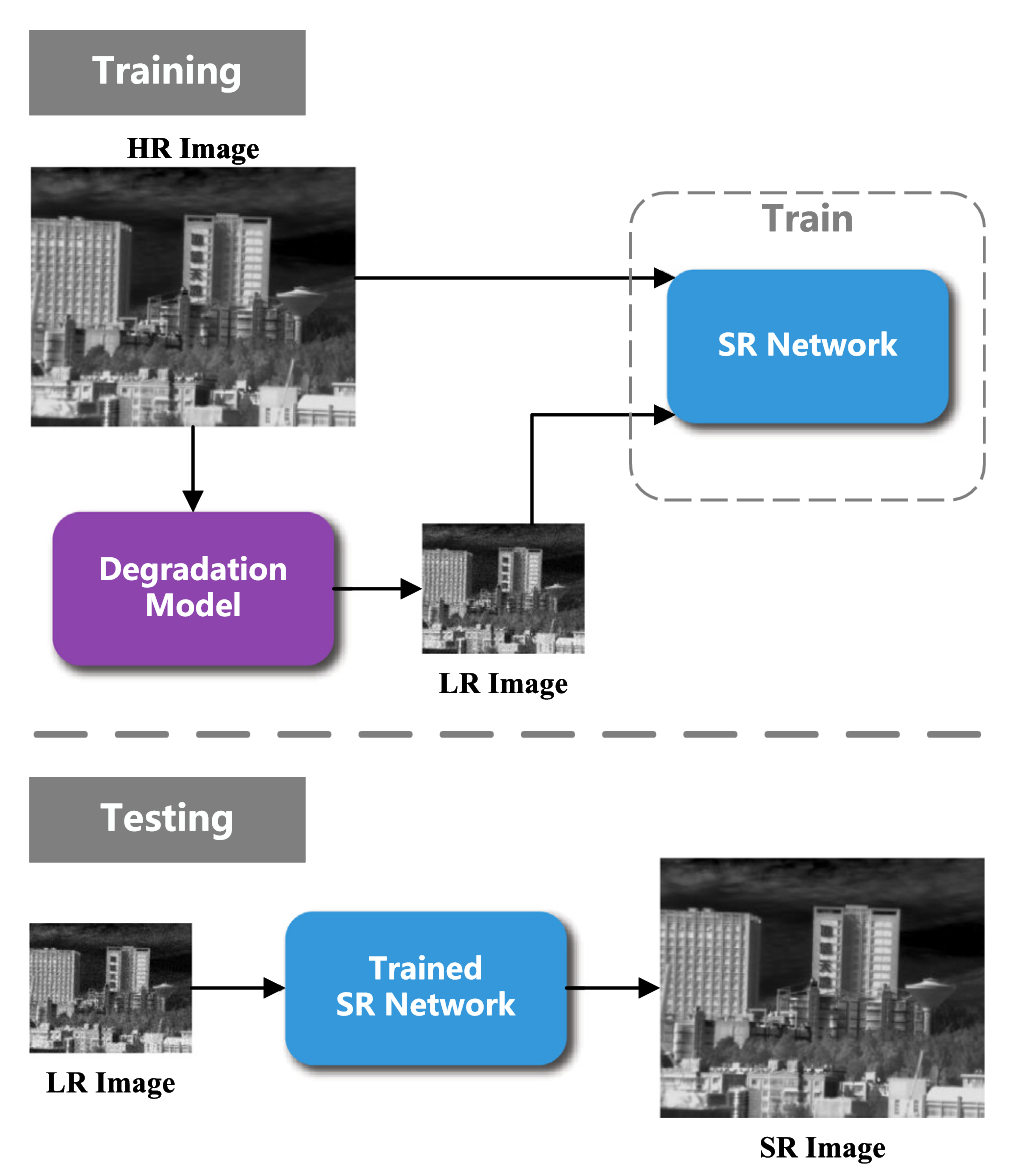 Training
HR Image
Train
SR Network
Degradation
Model
LR Image
Testing
Trained
SR Network
LR Image
SR Image